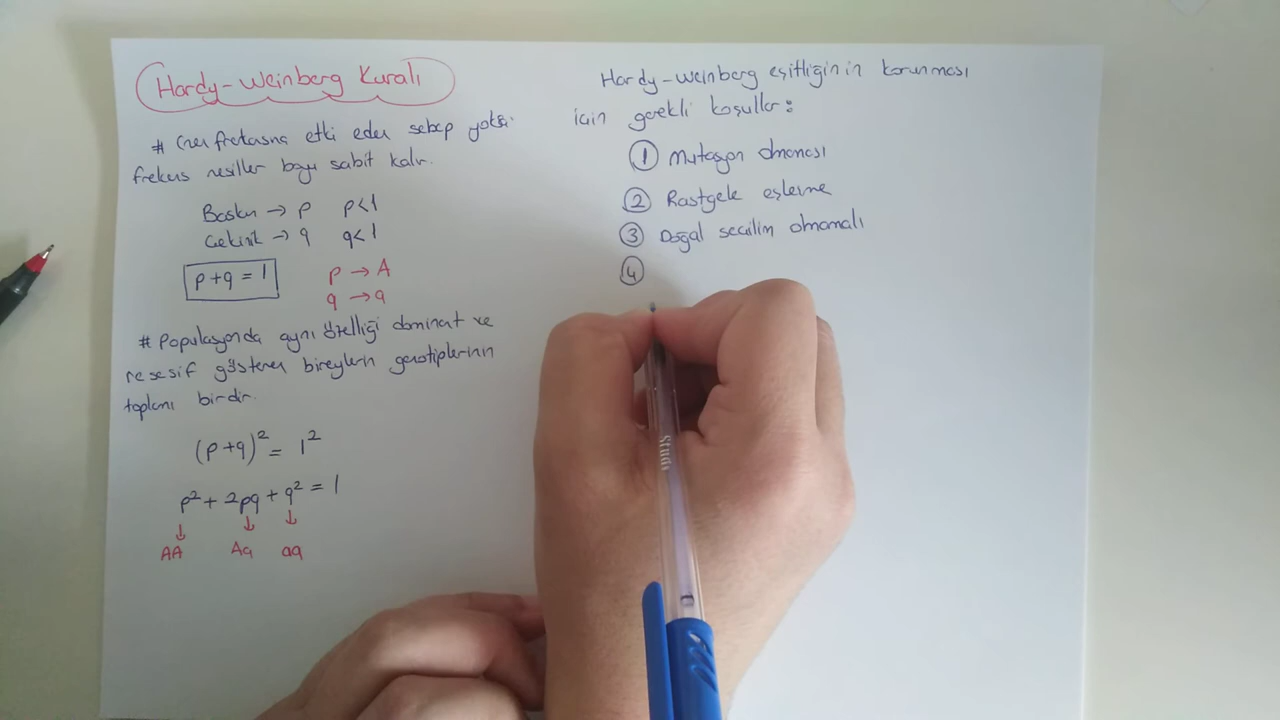 Hardy-Weinberg Kuralı
# Gen frekansına etki eden sebep yoksa
frekans nesiller boyu sabit kalır.
Baskın → p p<1
Çekinik → q q<1
p+q=1
p → A
q → a
# Populasyonda aynı özelliği dominant ve
resesif gösteren bireylerin genotiplerinin
toplamı birdir.
(p+q)² = 1²
p² + 2pq + q² = 1
↓ ↓ ↓
AA Aa aa
Hardy-Weinberg eşitliğinin korunması
için gerekli koşullar:
① Mutasyon olmaması
② Rastgele eşleşme
③ Doğal seçilim olmamalı
④
Study